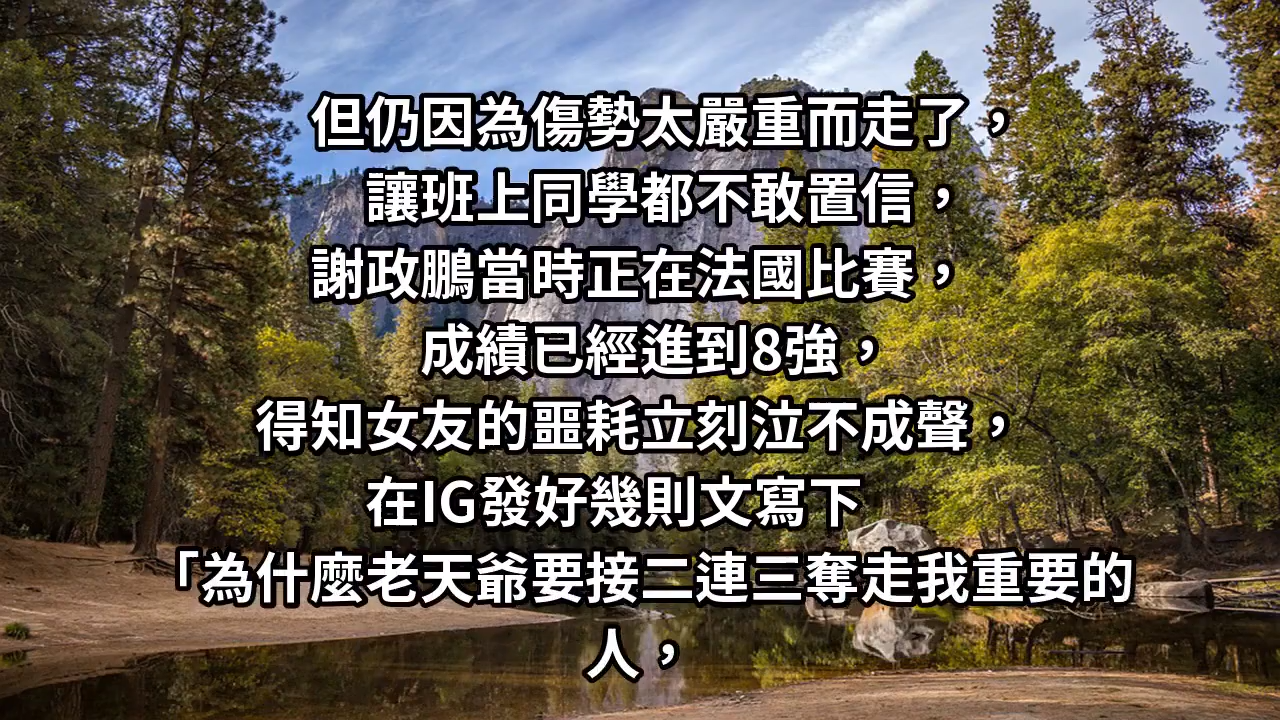 但仍因為傷勢太嚴重而走了，
讓班上同學都不敢置信，
謝政鵬當時正在法國比賽，
成績已經進到8強，
得知女友的噩耗立刻泣不成聲，
在IG發好幾則文寫下
「為什麼老天爺要接二連三奪走我重要的
人，